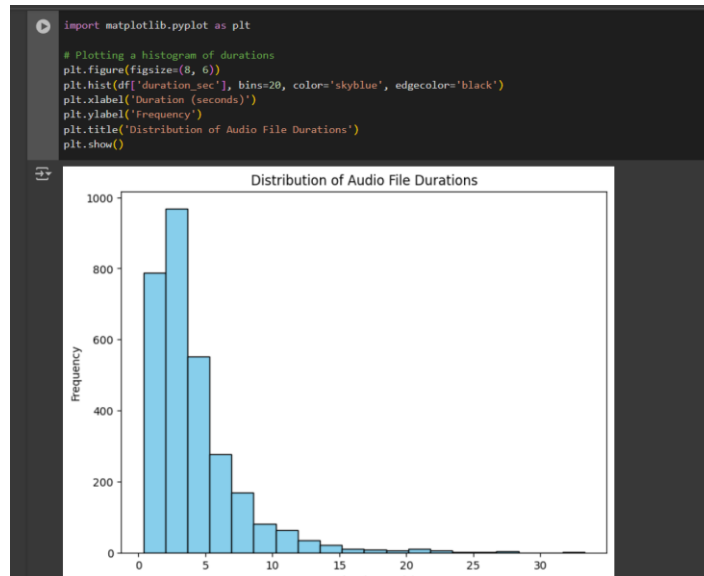 import matplotlib.pyplot as plt
# Plotting a histogram of durations
plt.figure(figsize=(8, 6))
plt.hist(df['duration_sec'], bins=20, color='skyblue', edgecolor='black')
plt.xlabel('Duration (seconds)')
plt.ylabel('Frequency')
plt.title('Distribution of Audio File Durations')
plt.show()
Distribution of Audio File Durations
1000
800
600
400
200
0
Frequency
0 5 10 15 20 25 30